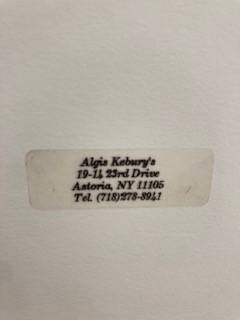 Algis Kebury's
19-14 23rd Drive
Astoria, NY 11105
Tel. (718)278-8941